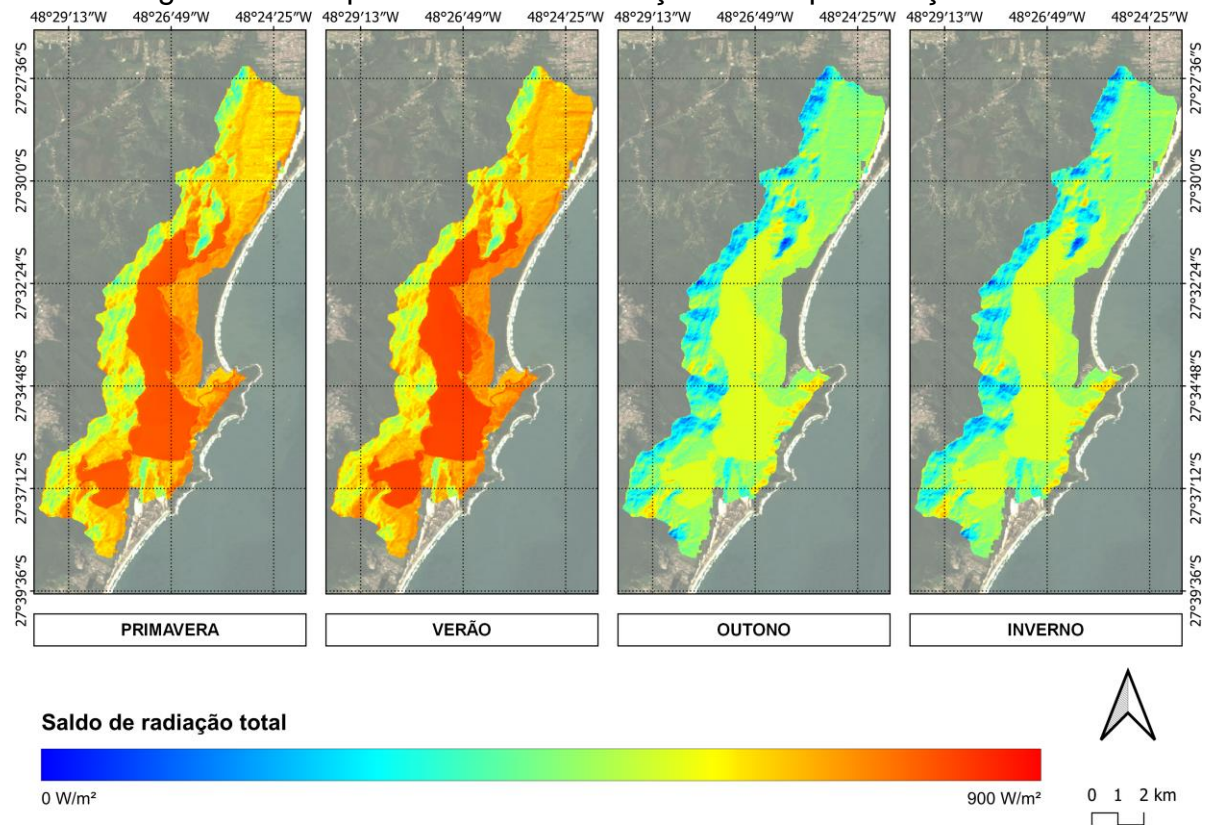 48°29′13″W 48°26′49″W 48°24′25″W 48°29′13″W 48°26′49″W 48°24′25″W 48°29′13″W 48°26′49″W 48°24′25″W 48°29′13″W 48°26′49″W 48°24′25″W
27°27′36″S 27°27′36″S
27°30′0″S 27°30′0″S
27°32′24″S 27°32′24″S
27°34′48″S 27°34′48″S
27°37′12″S 27°37′12″S
27°39′36″S 27°39′36″S
PRIMAVERA VERÃO OUTONO INVERNO
Saldo de radiação total
0 W/m² 900 W/m²
0 1 2 km